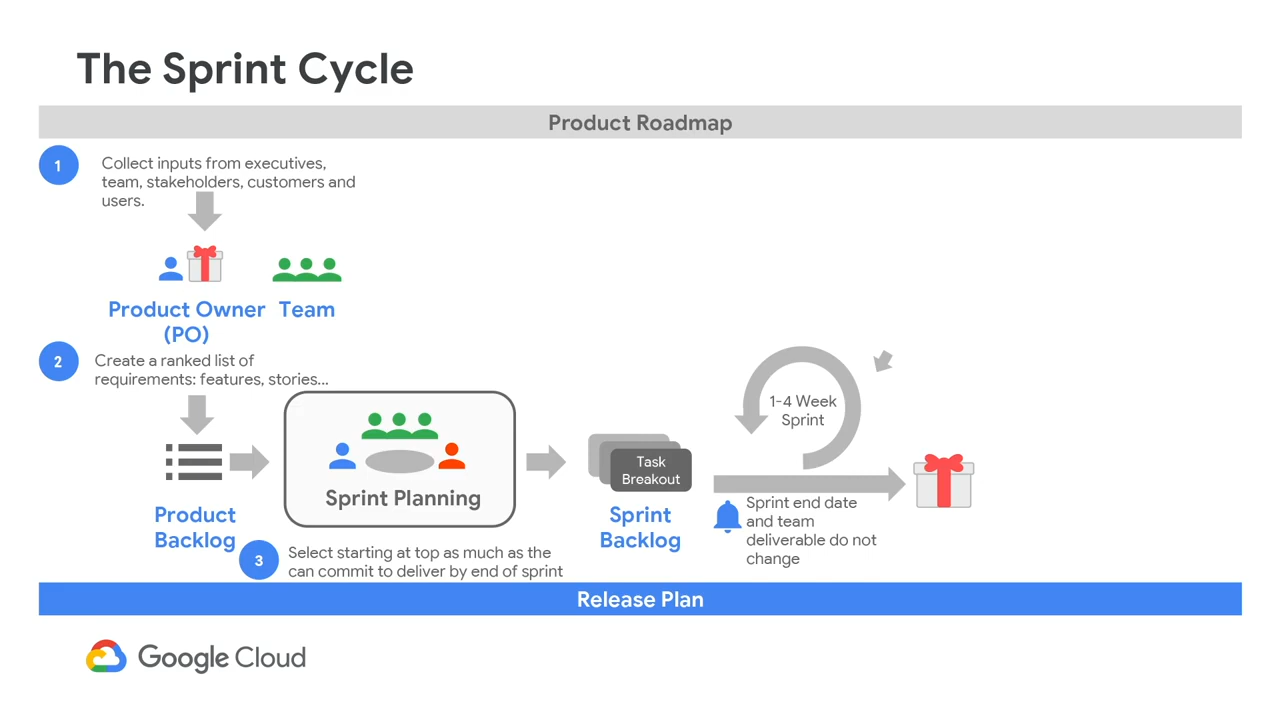 The Sprint Cycle
Product Roadmap
1
Collect inputs from executives,
team, stakeholders, customers and
users.
Product Owner
(PO)
Team
2
Create a ranked list of
requirements: features, stories...
Product
Backlog
Sprint Planning
3
Select starting at top as much as the
can commit to deliver by end of sprint
Task
Breakout
Sprint
Backlog
1-4 Week
Sprint
Sprint end date
and team
deliverable do not
change
Release Plan
Google Cloud